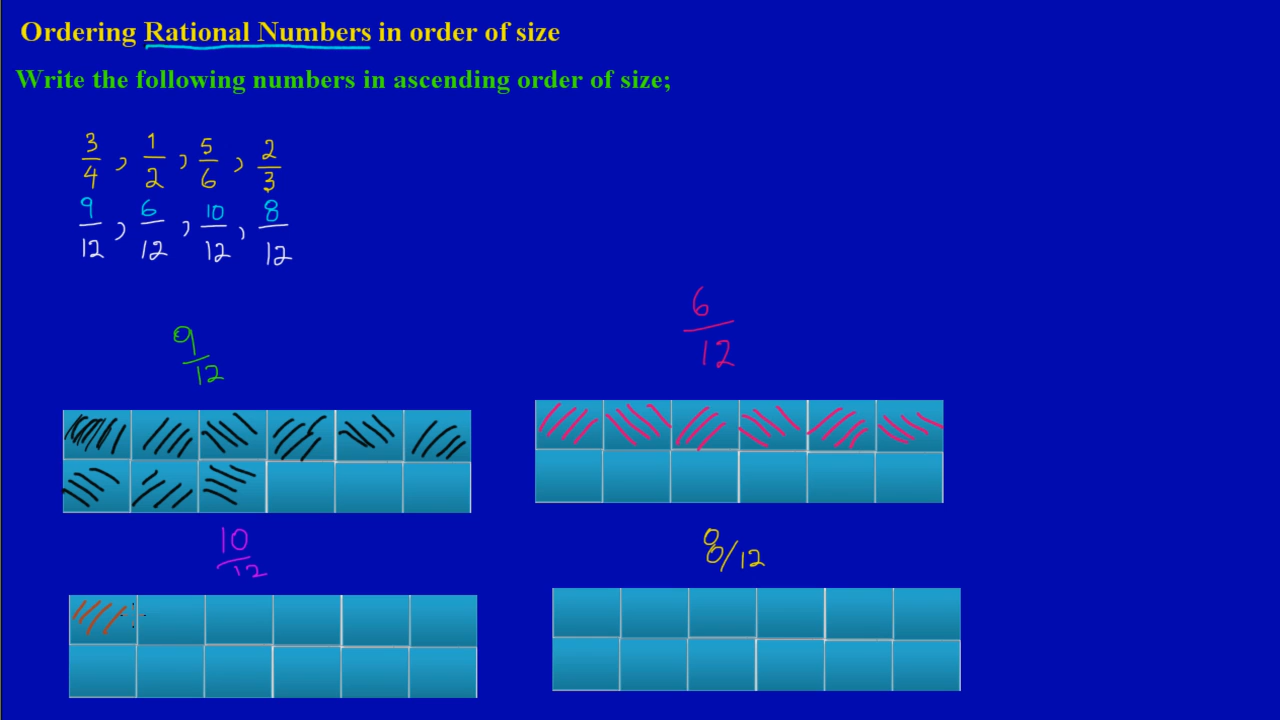 Ordering Rational Numbers in order of size
Write the following numbers in ascending order of size;
3/4 , 1/2 , 5/6 , 2/3
9/12 , 6/12 , 10/12 , 8/12
9/12
6/12
10/12
8/12